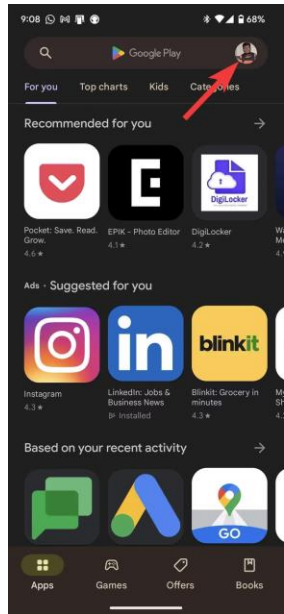 9:08
68%
Google Play
For you Top charts Kids Categories
Recommended for you
DigiLocker
Pocket: Save. Read. Grow.
4.6★
EPIK - Photo Editor
4.1★
DigiLocker
4.2★
Ads • Suggested for you
in
blinkit
Instagram
4.3★
LinkedIn: Jobs &
Business News
Installed
Blinkit: Grocery in
minutes
4.3★
Based on your recent activity
GO
Apps Games Offers Books